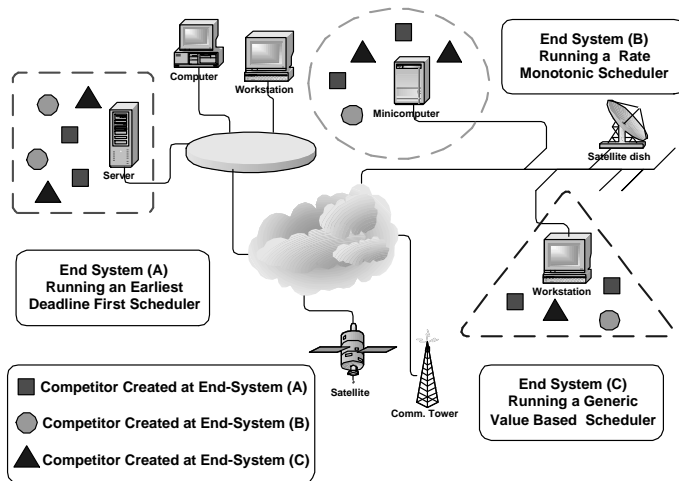 End System (B)
Running a Rate
Monotonic Scheduler
Computer
Workstation
Minicomputer
Satellite dish
Server
End System (A)
Running an Earliest
Deadline First Scheduler
Workstation
Satellite
Comm. Tower
End System (C)
Running a Generic
Value Based Scheduler
Competitor Created at End-System (A)
Competitor Created at End-System (B)
Competitor Created at End-System (C)